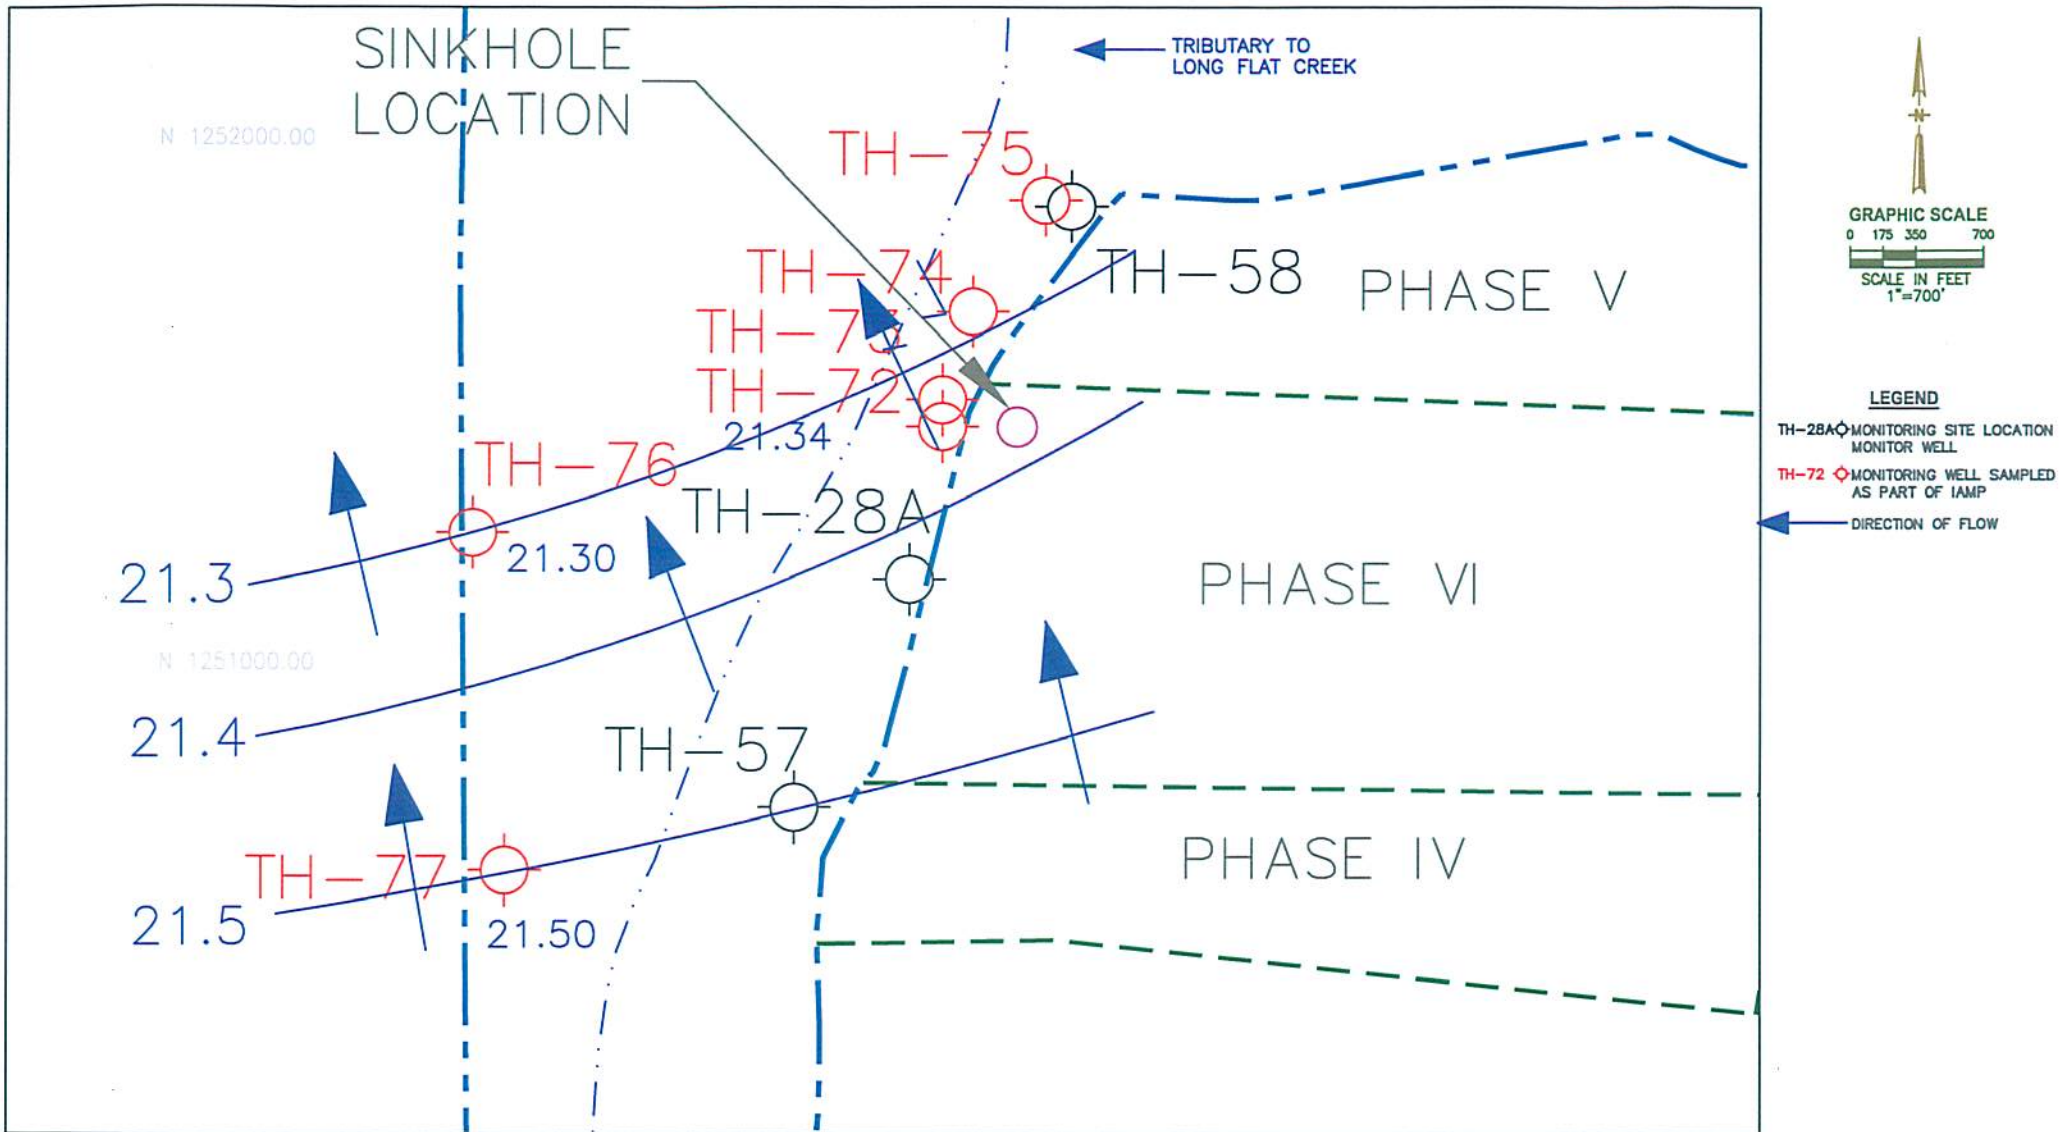 SINKHOLE
LOCATION
TRIBUTARY TO
LONG FLAT CREEK
N 1252000.00
TH-75
TH-74
TH-58
PHASE V
TH-73
TH-72
21.34
TH-76
TH-28A
21.30
21.3
PHASE VI
N 1251000.00
21.4
TH-57
TH-77
PHASE IV
21.5
21.50
N
GRAPHIC SCALE
0 175 350 700
SCALE IN FEET
1"=700'
LEGEND
TH-28A MONITORING SITE LOCATION
MONITOR WELL
TH-72 MONITORING WELL SAMPLED
AS PART OF IAMP
DIRECTION OF FLOW